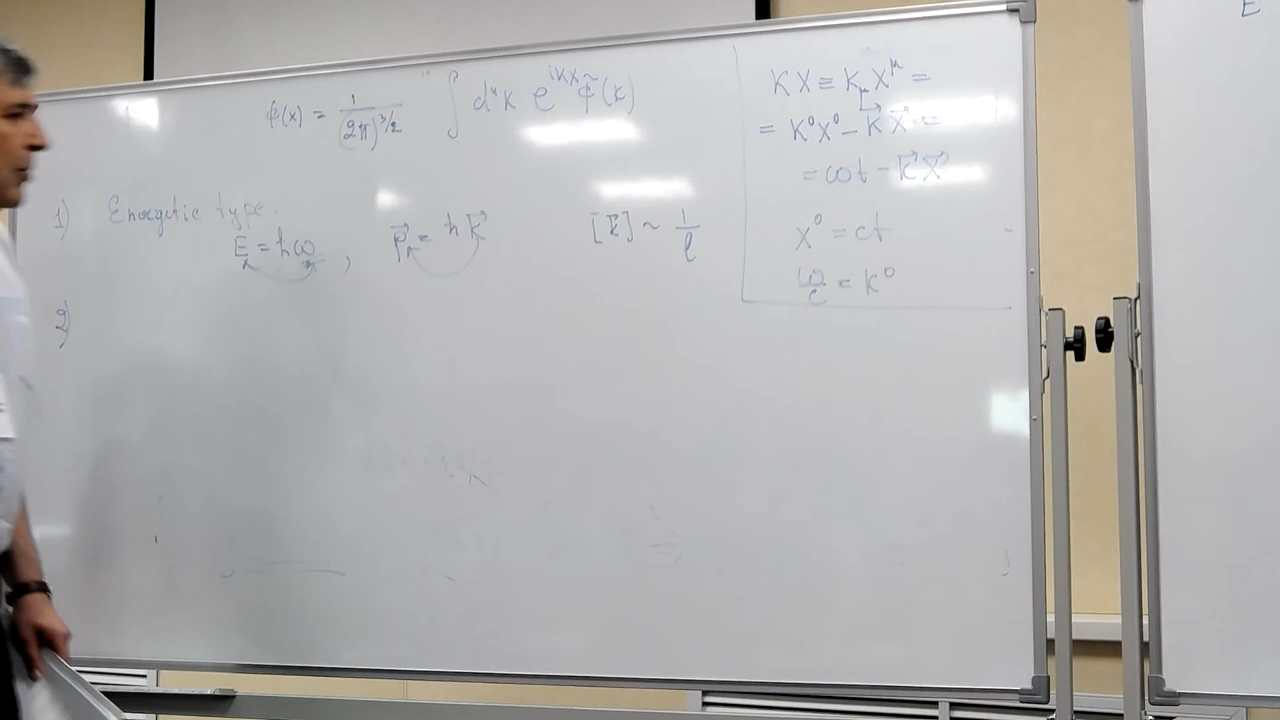 φ(x) = 1/(2π)^3/2 ∫ d⁴k e^ikx φ̃(k)
1) Energetic type.
E = ħω, p⃗ = ħk⃗ [k⃗] ~ 1/l
2)
kx ≡ k_μ x^μ =
= k⁰x⁰ - k⃗x⃗ =
= ωt - k⃗x⃗
x⁰ = ct
ω/c = k⁰
E